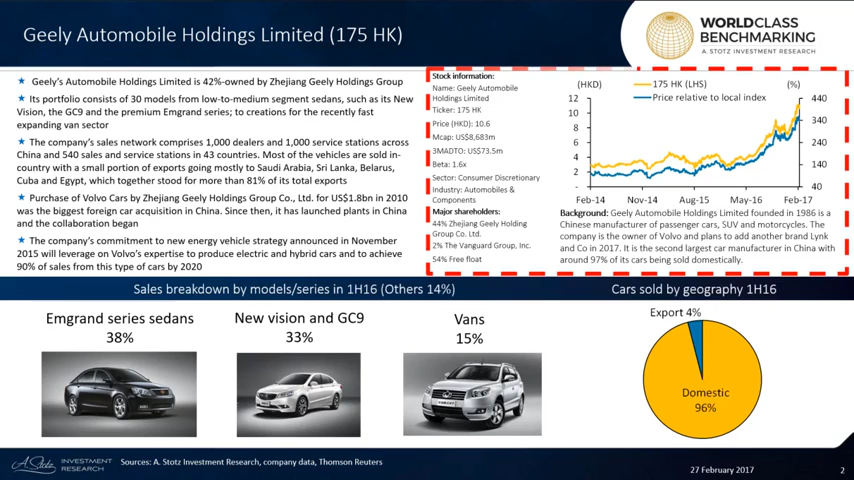 Geely Automobile Holdings Limited (175 HK)
WORLDCLASS
BENCHMARKING
A. STOTZ INVESTMENT RESEARCH
Geely's Automobile Holdings Limited is 42%-owned by Zhejiang Geely Holdings Group
Its portfolio consists of 30 models from low-to-medium segment sedans, such as its New
Vision, the GC9 and the premium Emgrand series; to creations for the recently fast
expanding van sector
The company's sales network comprises 1,000 dealers and 1,000 service stations across
China and 540 sales and service stations in 43 countries. Most of the vehicles are sold in-
country with a small portion of exports going mostly to Saudi Arabia, Sri Lanka, Belarus,
Cuba and Egypt, which together stood for more than 81% of its total exports
Purchase of Volvo Cars by Zhejiang Geely Group Co., Ltd. for US$1.8bn in 2010
was the biggest foreign car acquisition in China. Since then, it has launched plants in China
and the collaboration began
The company's commitment to new energy vehicle strategy announced in November
2015 will leverage on Volvo's expertise to produce electric and hybrid cars and to achieve
90% of sales from this type of cars by 2020
Stock information:
Name: Geely Automobile
Holdings Limited
Ticker: 175 HK
Price (HKD): 10.6
Mcap: US$8,683m
3MADTO: US$73.5m
Beta: 1.6x
Sector: Consumer Discretionary
Industry: Automobiles &
Components
Major shareholders:
44% Zhejiang Geely Holding
Group Co. Ltd.
2% The Vanguard Group, Inc.
54% Free float
(HKD)
175 HK (LHS)
(%)
Price relative to local index
12
10
8
6
4
2
-
440
340
240
140
40
Feb-14
Nov-14
Aug-15
May-16
Feb-17
Background: Geely Automobile Holdings Limited founded in 1986 is a
Chinese manufacturer of passenger cars, SUV and motorcycles. The
company is the owner of Volvo and plans to add another brand Lynk
and Co in 2017. It is the second largest car manufacturer in China with
around 97% of its cars being sold domestically.
Sales breakdown by models/series in 1H16 (Others 14%)
Cars sold by geography 1H16
Emgrand series sedans
38%
New vision and GC9
33%
Vans
15%
Export 4%
Domestic
96%
A. Stotz
INVESTMENT
RESEARCH
Sources: A. Stotz Investment Research, company data, Thomson Reuters
27 February 2017
2